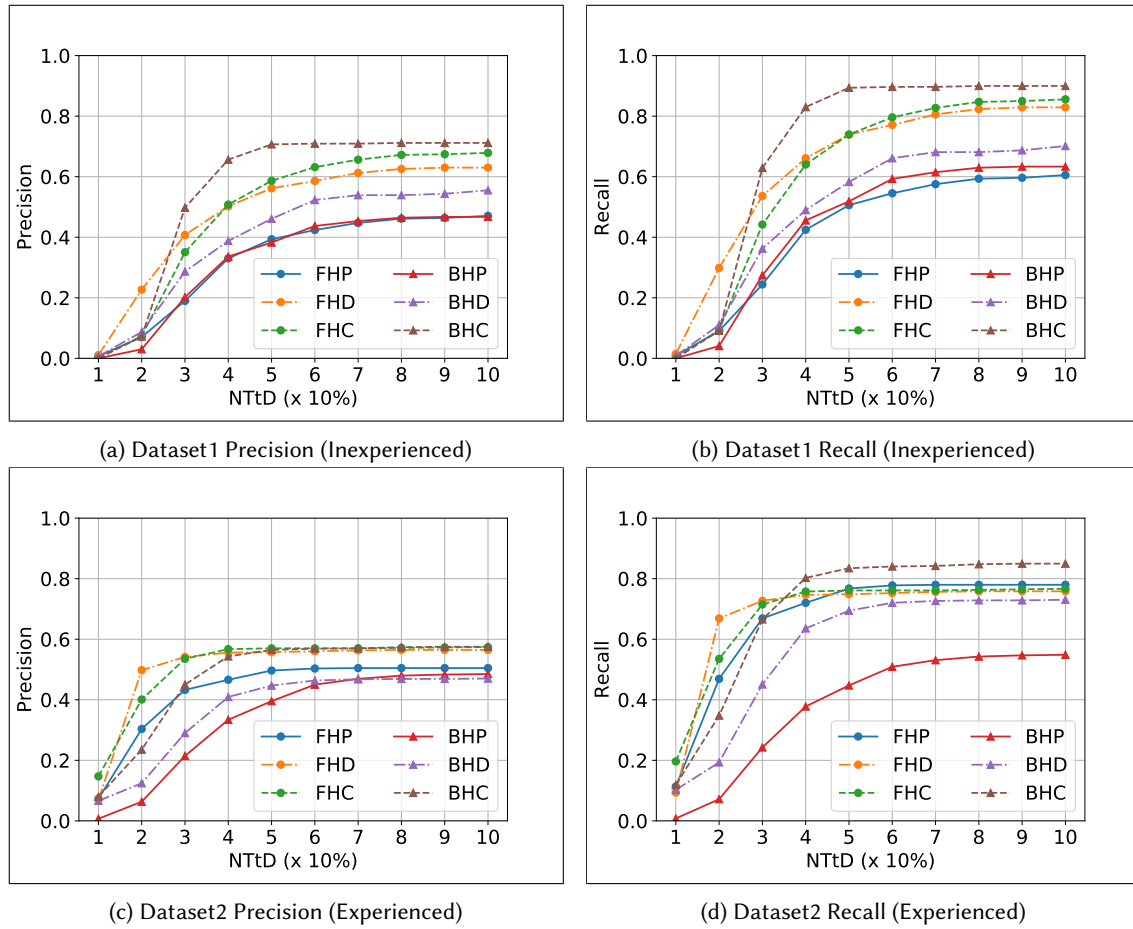 1.0
0.8
0.6
0.4
0.2
0.0
Precision
FHP BHP
FHD BHD
FHC BHC
1 2 3 4 5 6 7 8 9 10
NTtD (x 10%)
(a) Dataset1 Precision (Inexperienced)
1.0
0.8
0.6
0.4
0.2
0.0
Recall
FHP BHP
FHD BHD
FHC BHC
1 2 3 4 5 6 7 8 9 10
NTtD (x 10%)
(b) Dataset1 Recall (Inexperienced)
1.0
0.8
0.6
0.4
0.2
0.0
Precision
FHP BHP
FHD BHD
FHC BHC
1 2 3 4 5 6 7 8 9 10
NTtD (x 10%)
(c) Dataset2 Precision (Experienced)
1.0
0.8
0.6
0.4
0.2
0.0
Recall
FHP BHP
FHD BHD
FHC BHC
1 2 3 4 5 6 7 8 9 10
NTtD (x 10%)
(d) Dataset2 Recall (Experienced)